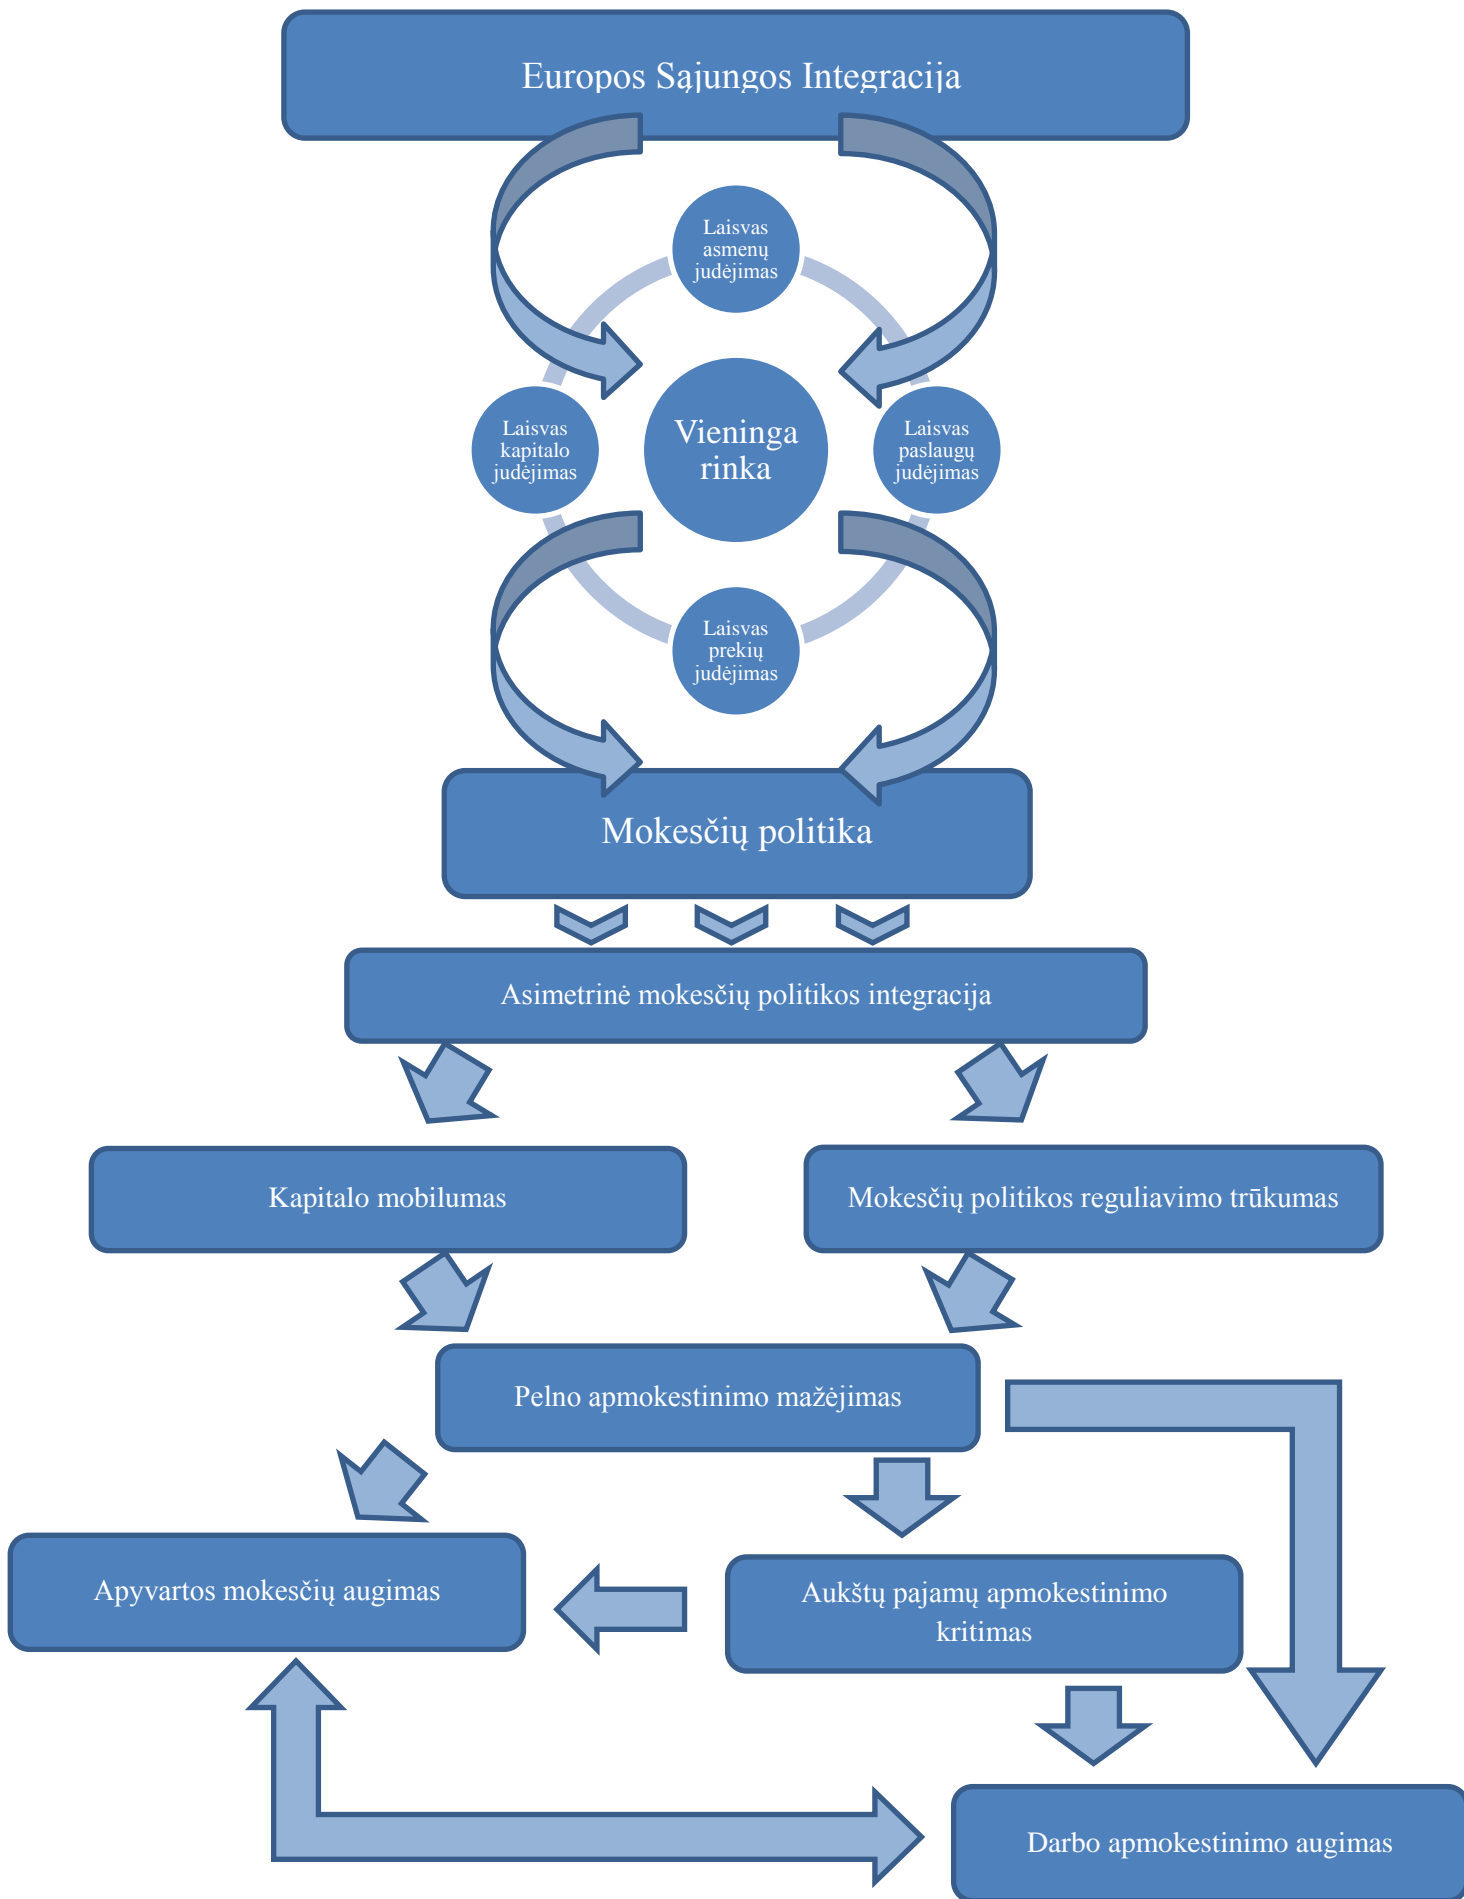 Europos Sąjungos Integracija
Laisvas
asmenų
judėjimas
Laisvas
kapitalo
judėjimas
Vieninga
rinka
Laisvas
paslaugų
judėjimas
Laisvas
prekių
judėjimas
Mokesčių politika
Asimetrinė mokesčių politikos integracija
Kapitalo mobilumas
Mokesčių politikos reguliavimo trūkumas
Pelno apmokestinimo mažėjimas
Apyvartos mokesčių augimas
Aukštų pajamų apmokestinimo
kritimas
Darbo apmokestinimo augimas